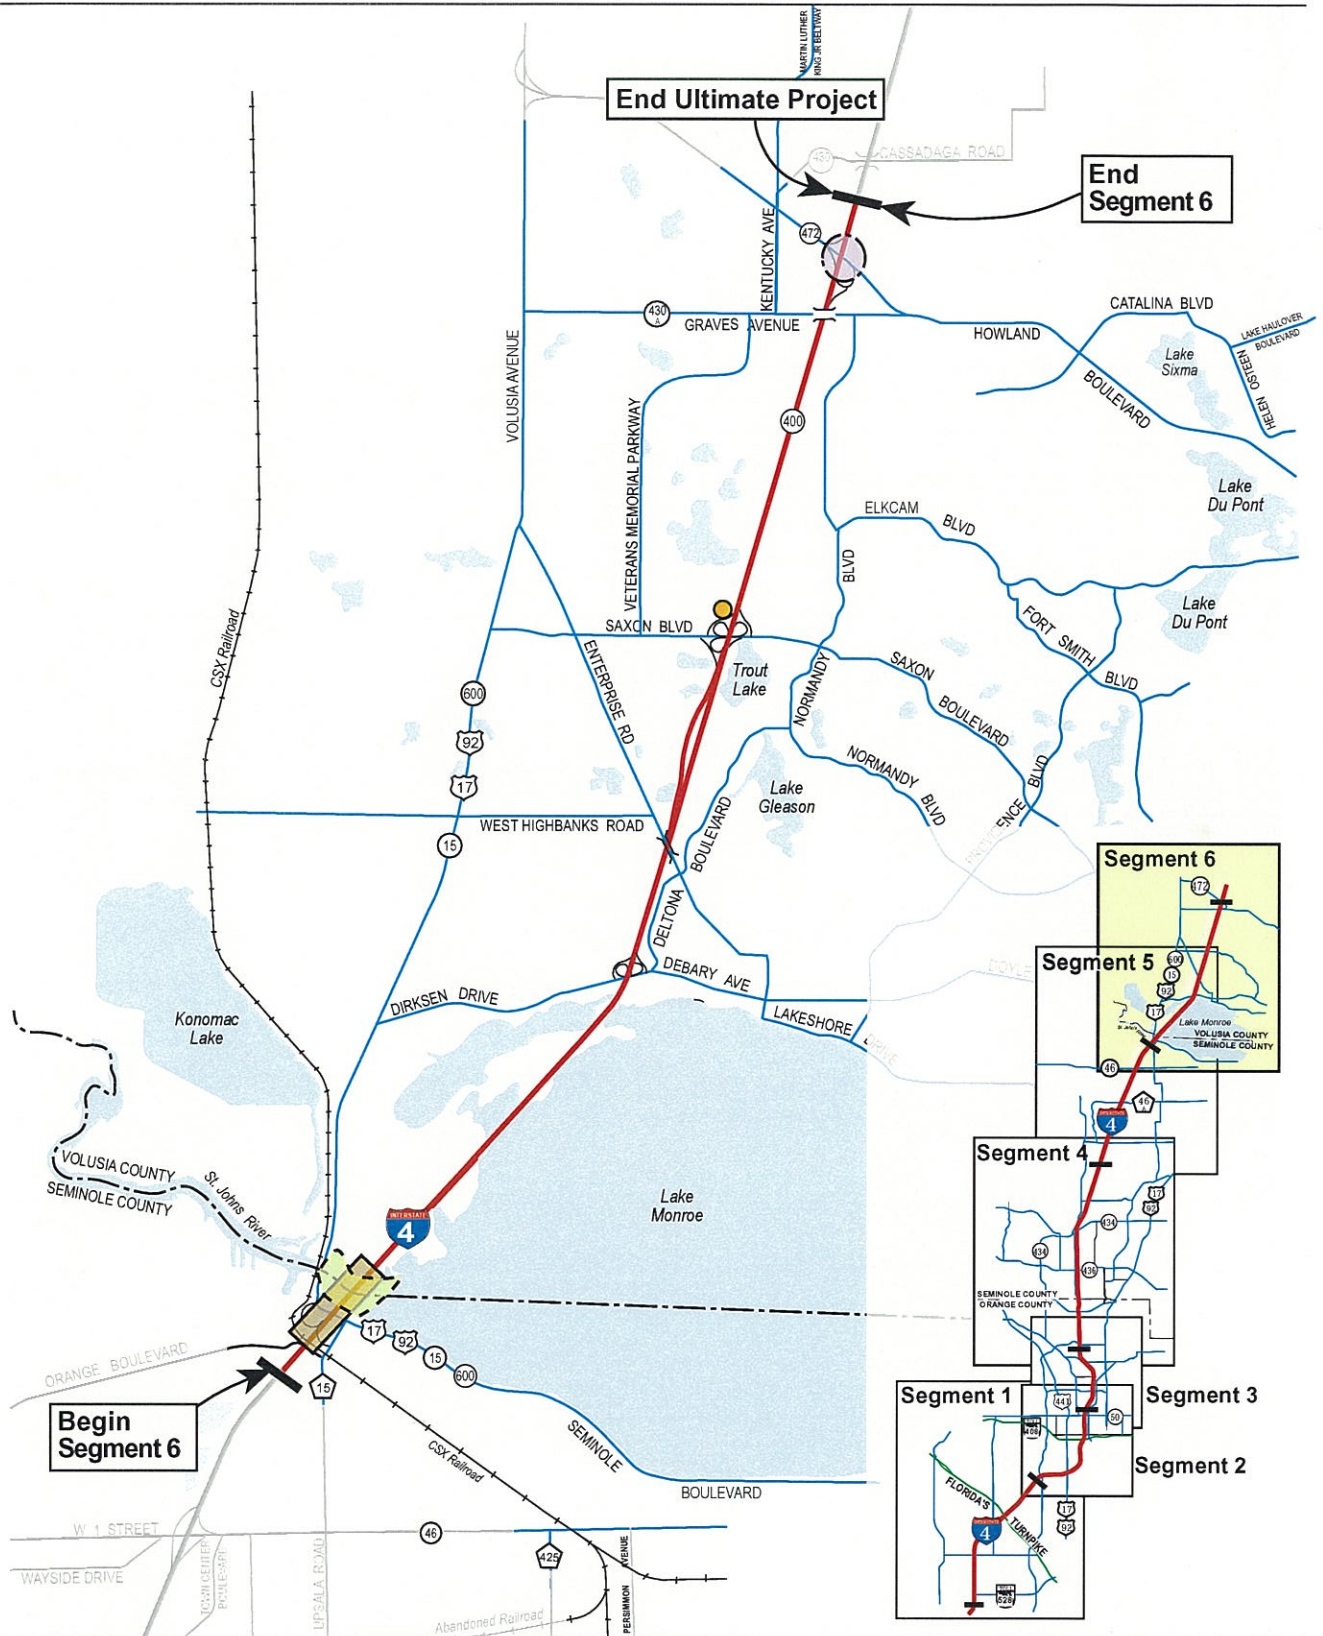 MARTIN LUTHER
KING JR BELTWAY
End Ultimate Project
430
CASSADAGA ROAD
End
Segment 6
472
KENTUCKY AVE
430
A
GRAVES AVENUE
HOWLAND
BOULEVARD
CATALINA BLVD
LAKE HAULOVER
BOULEVARD
HELEN OSTEEN
Lake
Sixma
VOLUSIA AVENUE
VETERANS MEMORIAL PARKWAY
400
Lake
Du Pont
ELKCAM BLVD
BLVD
Lake
Du Pont
FORT SMITH BLVD
SAXON BLVD
CSX Railroad
ENTERPRISE RD
Trout
Lake
NORMANDY
SAXON
BOULEVARD
600
92
17
NORMANDY BLVD
PROVIDENCE BLVD
Lake
Gleason
WEST HIGHBANKS ROAD
15
DELTONA BOULEVARD
DEBARY AVE
DOYLE
DIRKSEN DRIVE
LAKESHORE DRIVE
Konomac
Lake
VOLUSIA COUNTY
SEMINOLE COUNTY
St. Johns River
INTERSTATE
4
Lake
Monroe
17
92
15
600
ORANGE BOULEVARD
15
Begin
Segment 6
CSX Railroad
SEMINOLE
BOULEVARD
W 1 STREET
46
WAYSIDE DRIVE
TOWN CENTER
BOULEVARD
UPSALA ROAD
425
PERSIMMON AVENUE
Abandoned Railroad
Segment 6
472
Segment 5
600
15
92
17
Lake Monroe
VOLUSIA COUNTY
SEMINOLE COUNTY
46
46
A
4
Segment 4
17
92
434
434
436
SEMINOLE COUNTY
ORANGE COUNTY
Segment 1
441
Segment 3
50
408
Segment 2
FLORIDA'S
TURNPIKE
17
92
4
528